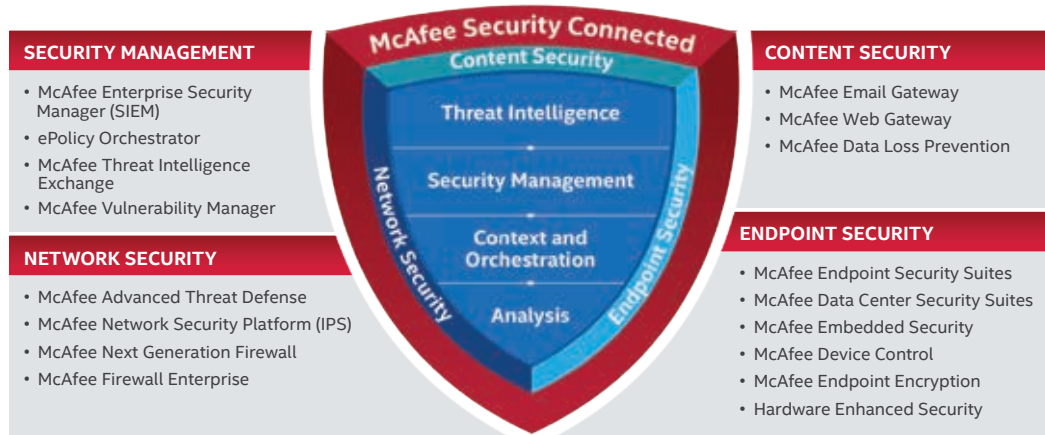 SECURITY MANAGEMENT
• McAfee Enterprise Security
Manager (SIEM)
• ePolicy Orchestrator
• McAfee Threat Intelligence
Exchange
• McAfee Vulnerability Manager
NETWORK SECURITY
• McAfee Advanced Threat Defense
• McAfee Network Security Platform (IPS)
• McAfee Next Generation Firewall
• McAfee Firewall Enterprise
McAfee Security Connected
Content Security
Network Security
Threat Intelligence
Security Management
Context and
Orchestration
Analysis
Endpoint Security
CONTENT SECURITY
• McAfee Email Gateway
• McAfee Web Gateway
• McAfee Data Loss Prevention
ENDPOINT SECURITY
• McAfee Endpoint Security Suites
• McAfee Data Center Security Suites
• McAfee Embedded Security
• McAfee Device Control
• McAfee Endpoint Encryption
• Hardware Enhanced Security